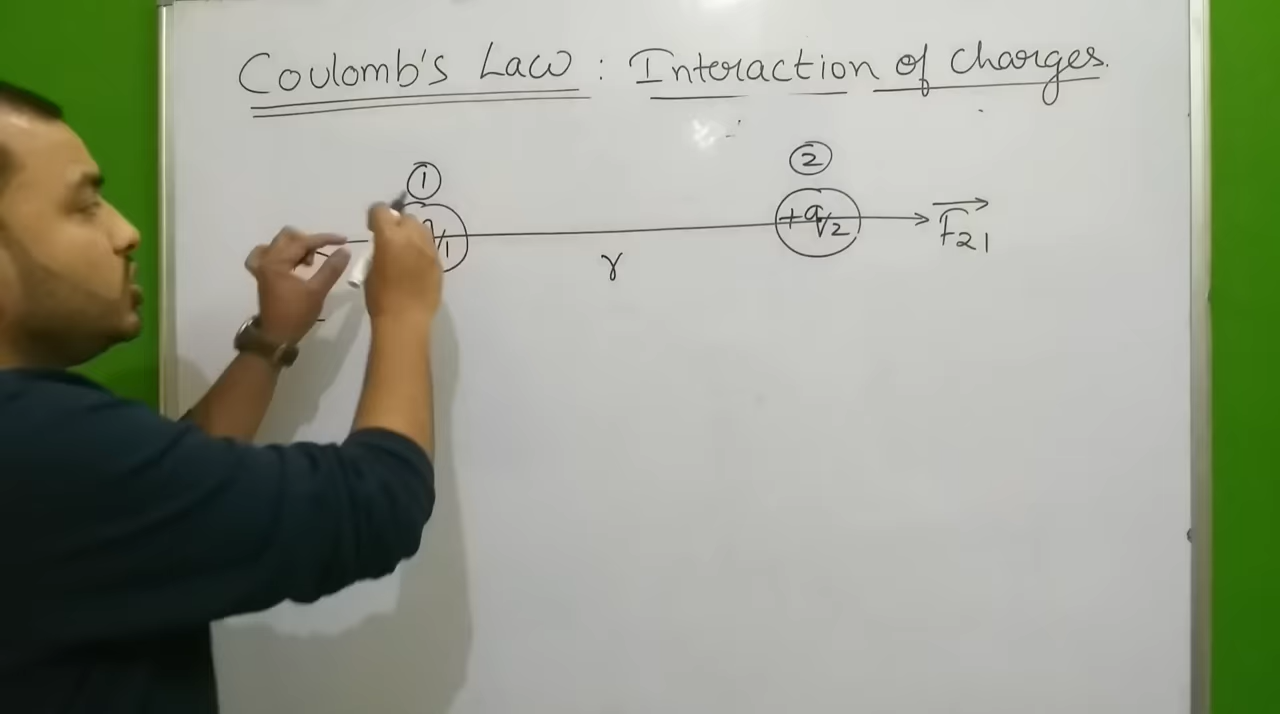 Coulomb's Law : Interaction of Charges.
① ②
+q2 F21
r